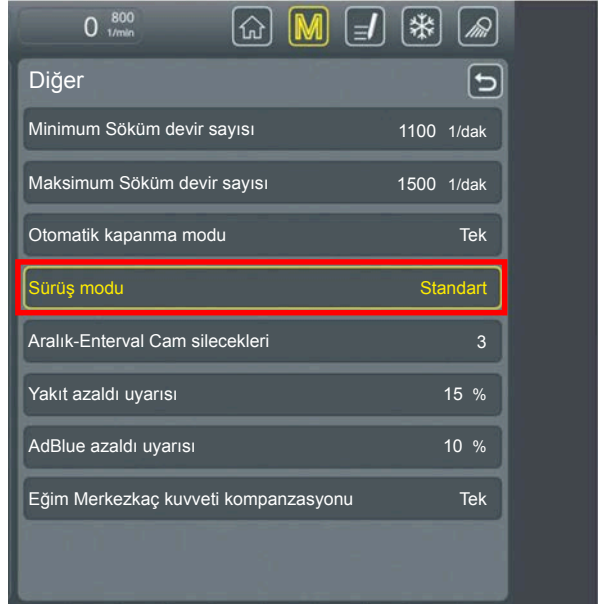 0 800 1/min M
Diğer
Minimum Söküm devir sayısı 1100 1/dak
Maksimum Söküm devir sayısı 1500 1/dak
Otomatik kapanma modu Tek
Sürüş modu Standart
Aralık-Enterval Cam silecekleri 3
Yakıt azaldı uyarısı 15 %
AdBlue azaldı uyarısı 10 %
Eğim Merkezkaç kuvveti kompanzasyonu Tek